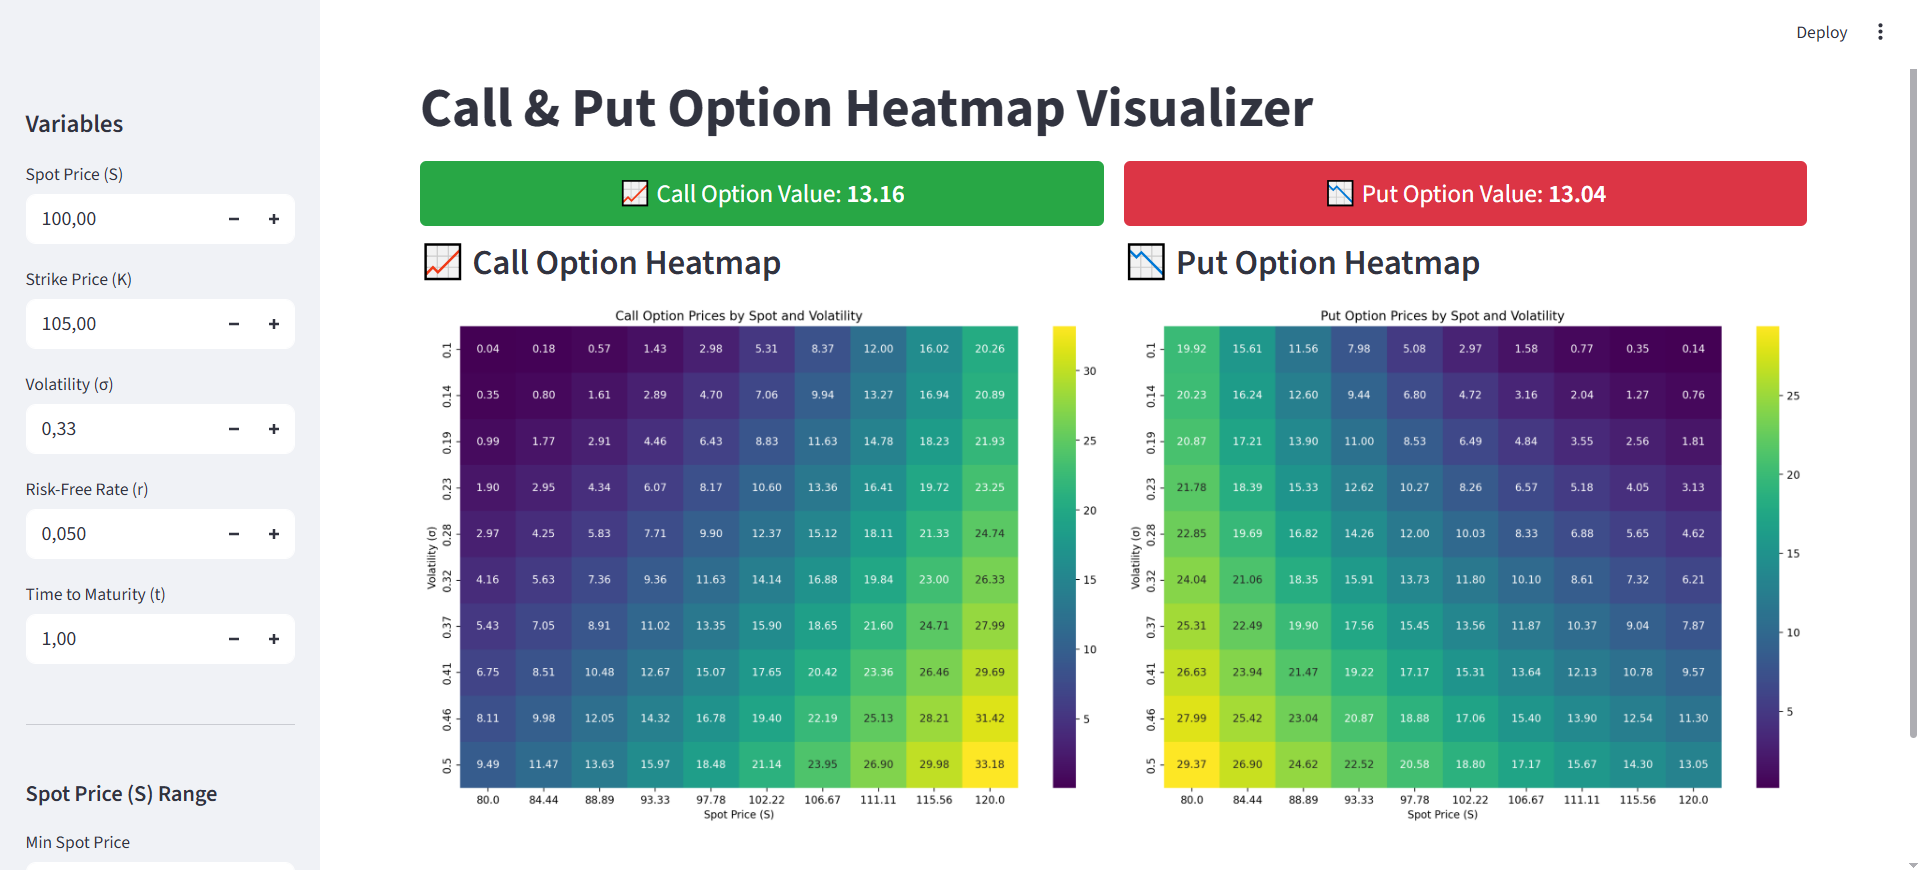 Deploy
Variables
Spot Price (S)
100,00
Strike Price (K)
105,00
Volatility (σ)
0,33
Risk-Free Rate (r)
0,050
Time to Maturity (t)
1,00
Spot Price (S) Range
Min Spot Price
Call & Put Option Heatmap Visualizer
Call Option Value: 13.16
Put Option Value: 13.04
Call Option Heatmap
Call Option Prices by Spot and Volatility
Volatility (σ)
0.1 0.04 0.18 0.57 1.43 2.98 5.31 8.37 12.00 16.02 20.26
0.14 0.35 0.80 1.61 2.89 4.70 7.06 9.94 13.27 16.94 20.89
0.19 0.99 1.77 2.91 4.46 6.43 8.83 11.63 14.78 18.23 21.93
0.23 1.90 2.95 4.34 6.07 8.17 10.60 13.36 16.41 19.72 23.25
0.28 2.97 4.25 5.83 7.71 9.90 12.37 15.12 18.11 21.33 24.74
0.32 4.16 5.63 7.36 9.36 11.63 14.14 16.88 19.84 23.00 26.33
0.37 5.43 7.05 8.91 11.02 13.35 15.90 18.65 21.60 24.71 27.99
0.41 6.75 8.51 10.48 12.67 15.07 17.65 20.42 23.36 26.46 29.69
0.46 8.11 9.98 12.05 14.32 16.78 19.40 22.19 25.13 28.21 31.42
0.5 9.49 11.47 13.63 15.97 18.48 21.14 23.95 26.90 29.98 33.18
80.0 84.44 88.89 93.33 97.78 102.22 106.67 111.11 115.56 120.0
Spot Price (S)
30
25
20
15
10
5
Put Option Heatmap
Put Option Prices by Spot and Volatility
Volatility (σ)
0.1 19.92 15.61 11.56 7.98 5.08 2.97 1.58 0.77 0.35 0.14
0.14 20.23 16.24 12.60 9.44 6.80 4.72 3.16 2.04 1.27 0.76
0.19 20.87 17.21 13.90 11.00 8.53 6.49 4.84 3.55 2.56 1.81
0.23 21.78 18.39 15.33 12.62 10.27 8.26 6.57 5.18 4.05 3.13
0.28 22.85 19.69 16.82 14.26 12.00 10.03 8.33 6.88 5.65 4.62
0.32 24.04 21.06 18.35 15.91 13.73 11.80 10.10 8.61 7.32 6.21
0.37 25.31 22.49 19.90 17.56 15.45 13.56 11.87 10.37 9.04 7.87
0.41 26.63 23.94 21.47 19.22 17.17 15.31 13.64 12.13 10.78 9.57
0.46 27.99 25.42 23.04 20.87 18.88 17.06 15.40 13.90 12.54 11.30
0.5 29.37 26.90 24.62 22.52 20.58 18.80 17.17 15.67 14.30 13.05
80.0 84.44 88.89 93.33 97.78 102.22 106.67 111.11 115.56 120.0
Spot Price (S)
25
20
15
10
5